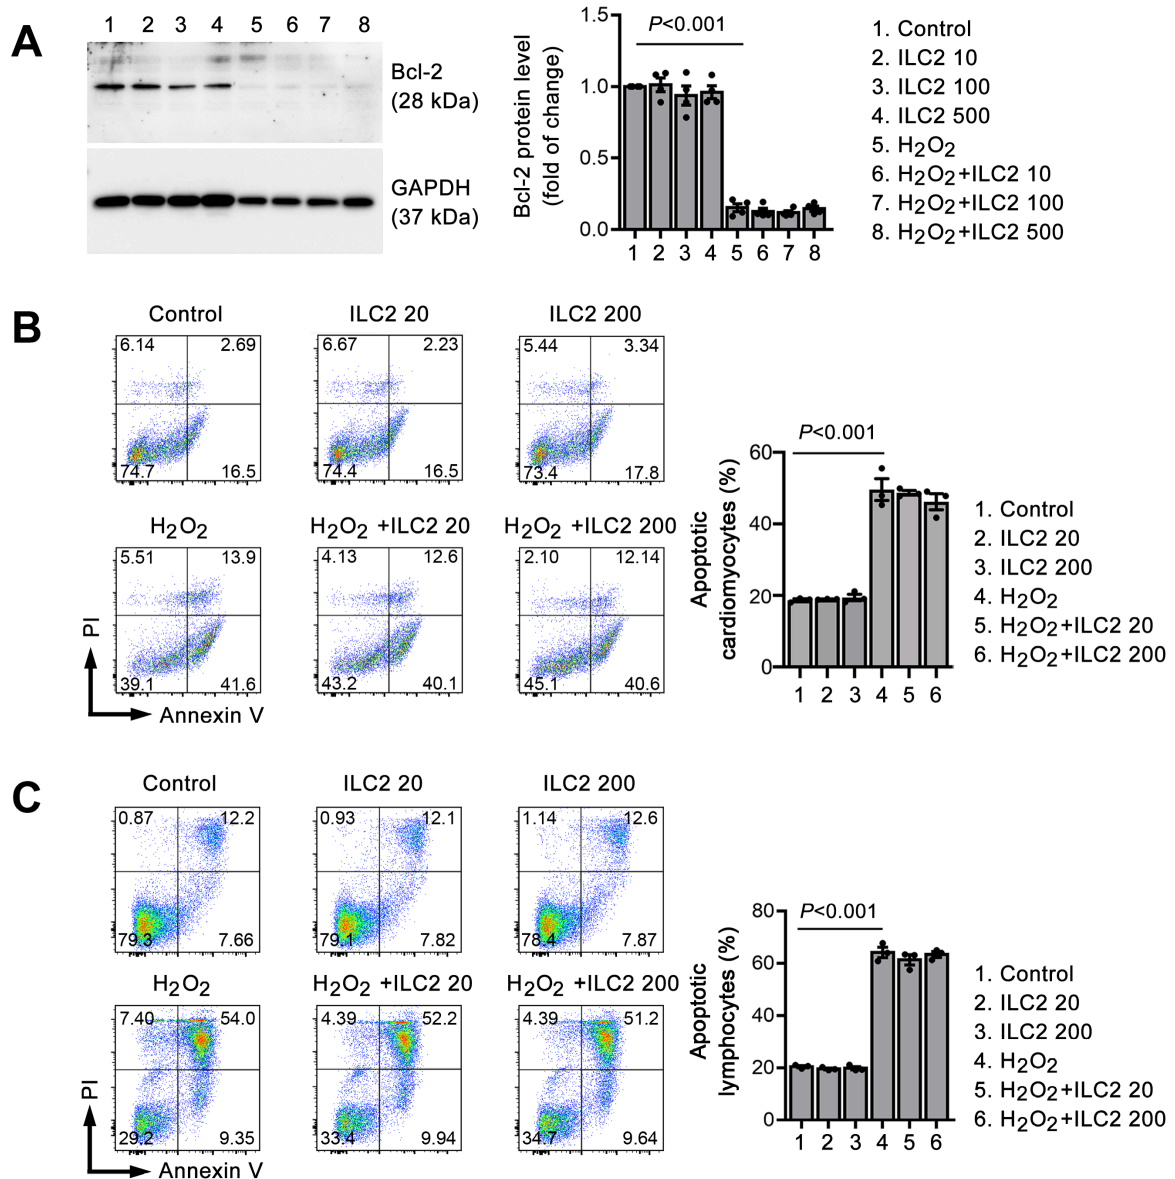 A
1 2 3 4 5 6 7 8
Bcl-2
(28 kDa)
GAPDH
(37 kDa)
Bcl-2 protein level
(fold of change)
1.5
1.0
0.5
0.0
P<0.001
1 2 3 4 5 6 7 8
1. Control
2. ILC2 10
3. ILC2 100
4. ILC2 500
5. H2O2
6. H2O2+ILC2 10
7. H2O2+ILC2 100
8. H2O2+ILC2 500
B
Control ILC2 20 ILC2 200
6.14 2.69 6.67 2.23 5.44 3.34
74.7 16.5 74.4 16.5 73.4 17.8
H2O2 H2O2 +ILC2 20 H2O2 +ILC2 200
5.51 13.9 4.13 12.6 2.10 12.14
39.1 41.6 43.2 40.1 45.1 40.6
PI
Annexin V
Apoptotic
cardiomyocytes (%)
60
40
20
0
P<0.001
1 2 3 4 5 6
1. Control
2. ILC2 20
3. ILC2 200
4. H2O2
5. H2O2+ILC2 20
6. H2O2+ILC2 200
C
Control ILC2 20 ILC2 200
0.87 12.2 0.93 12.1 1.14 12.6
79.3 7.66 79.1 7.82 78.4 7.87
H2O2 H2O2 +ILC2 20 H2O2 +ILC2 200
7.40 54.0 4.39 52.2 4.39 51.2
29.2 9.35 33.4 9.94 34.7 9.64
PI
Annexin V
Apoptotic
lymphocytes (%)
80
60
40
20
0
P<0.001
1 2 3 4 5 6
1. Control
2. ILC2 20
3. ILC2 200
4. H2O2
5. H2O2+ILC2 20
6. H2O2+ILC2 200